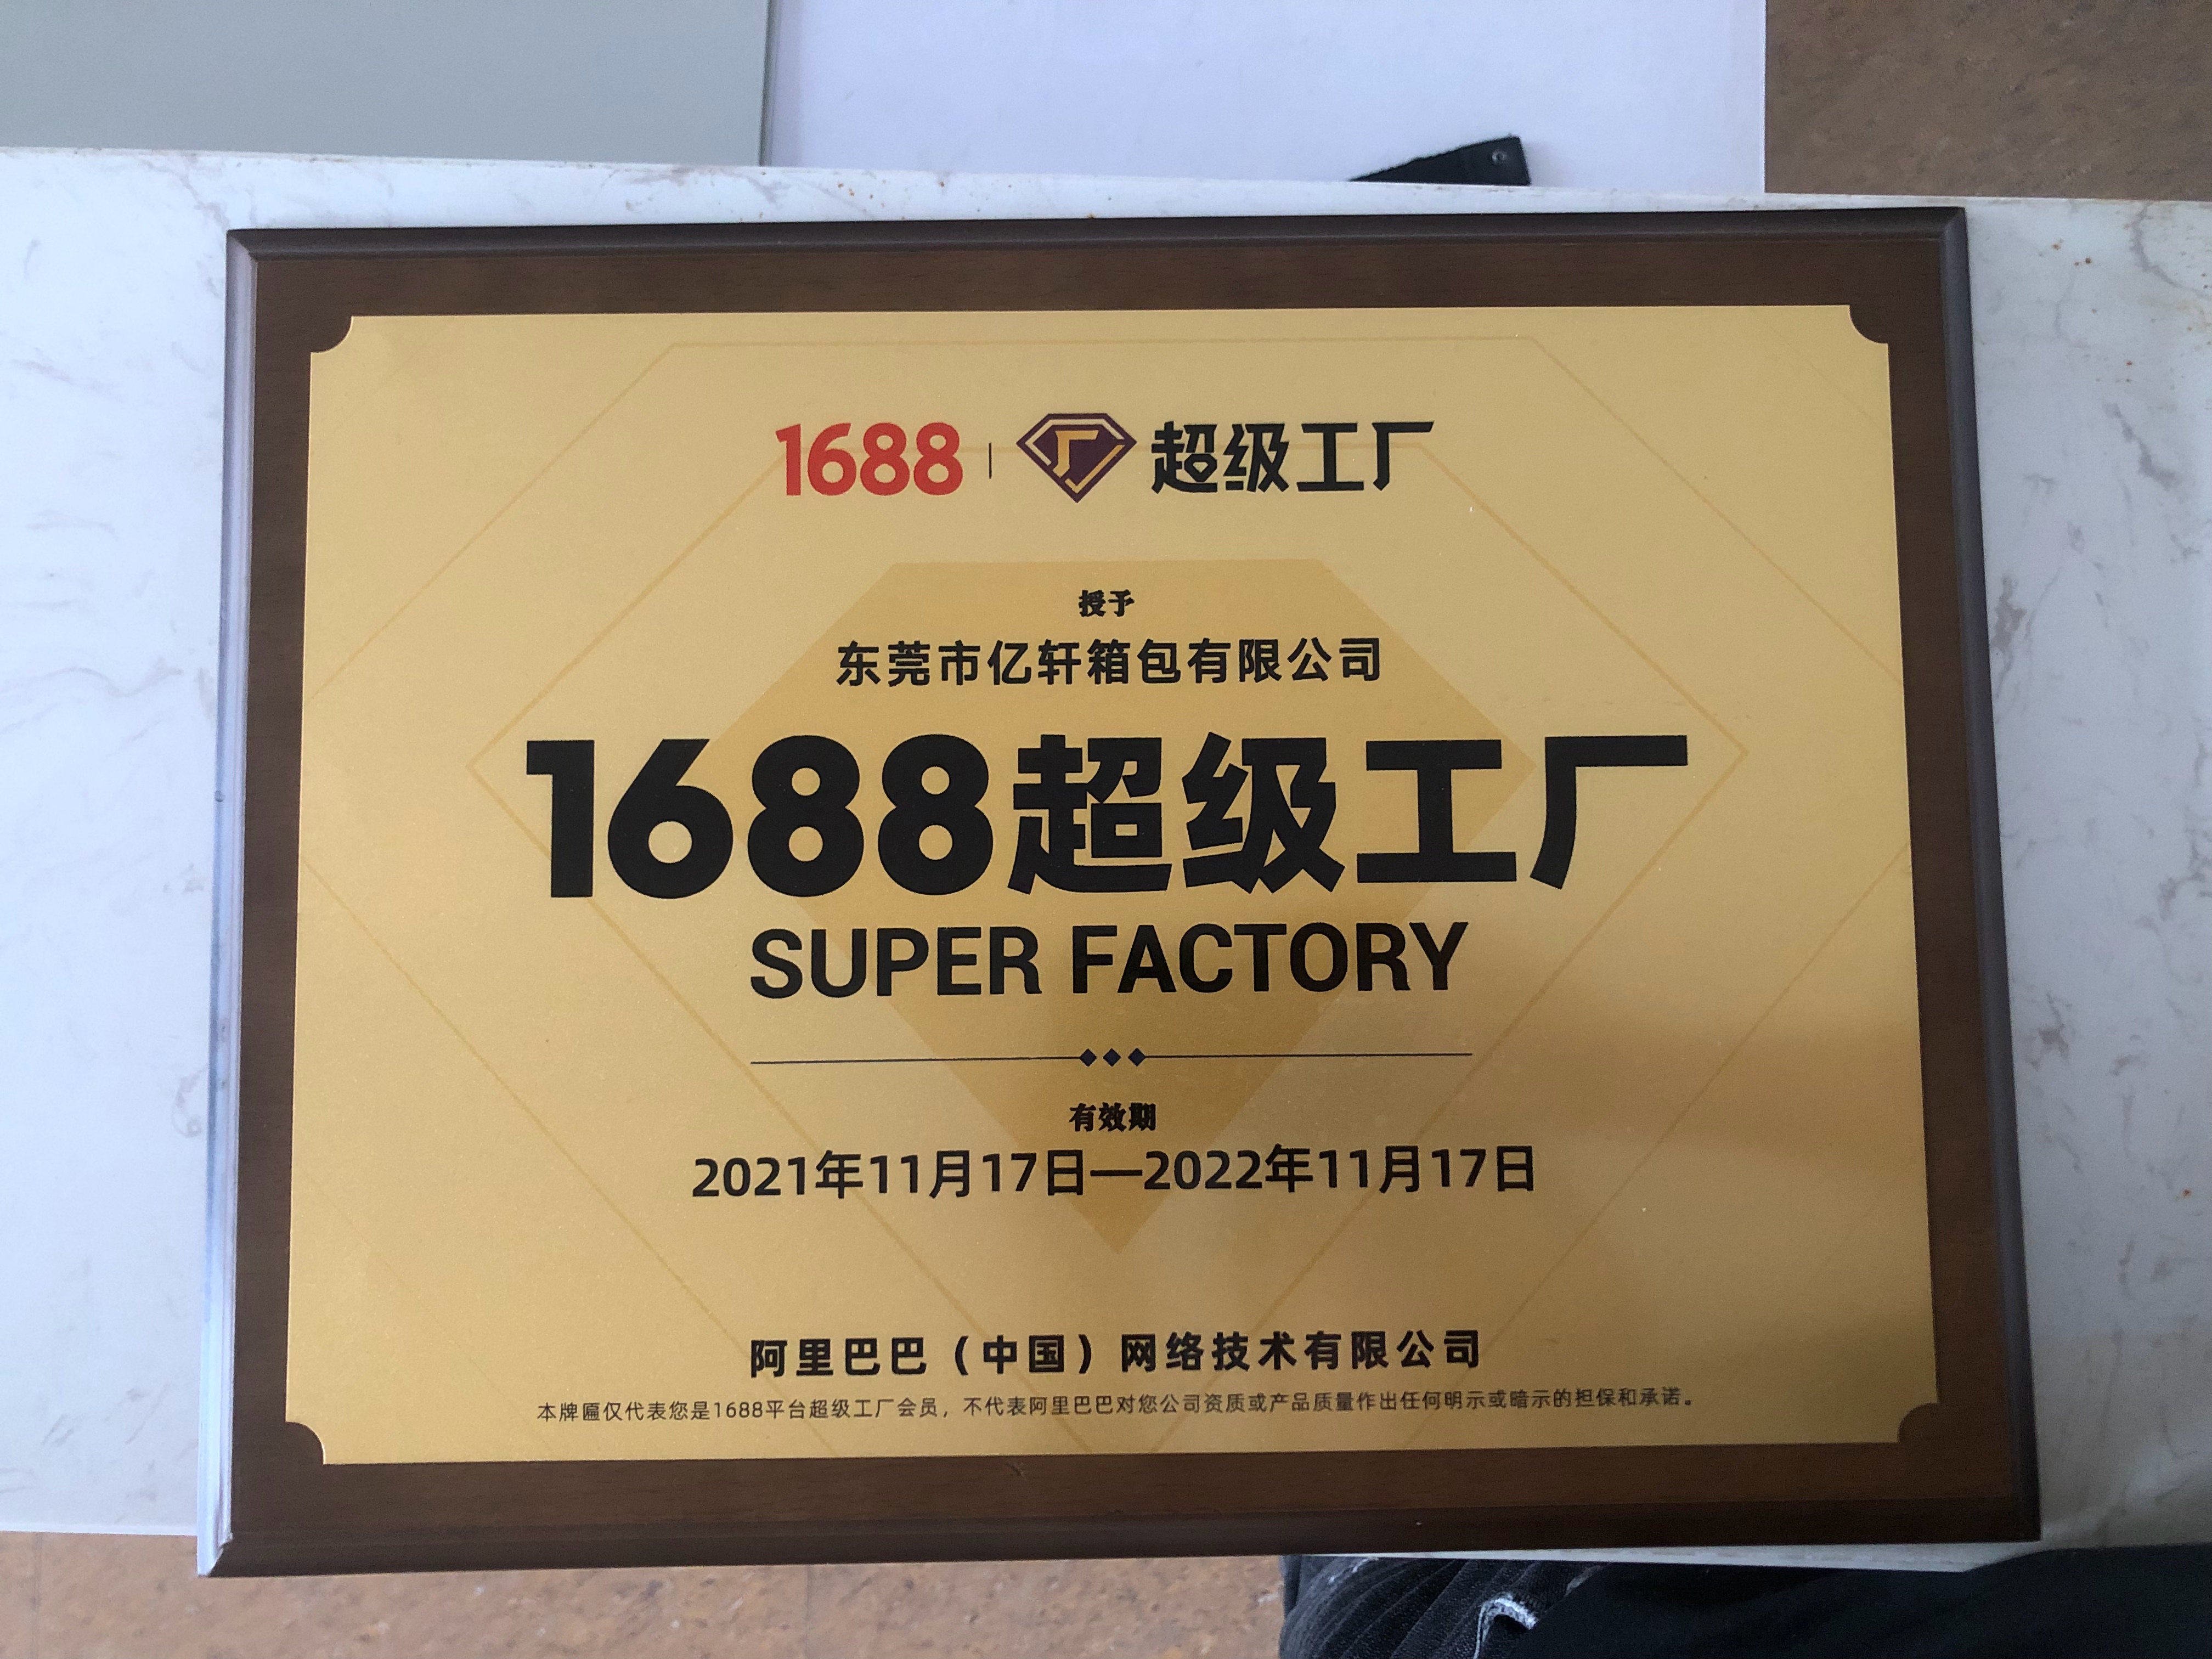 1688 | 超级工厂
授予
东莞市亿轩箱包有限公司
1688超级工厂
SUPER FACTORY
有效期
2021年11月17日—2022年11月17日
阿里巴巴（中国）网络技术有限公司
本牌匾仅代表您是1688平台超级工厂会员，不代表阿里巴巴对您公司资质或产品质量作出任何明示或暗示的担保和承诺。